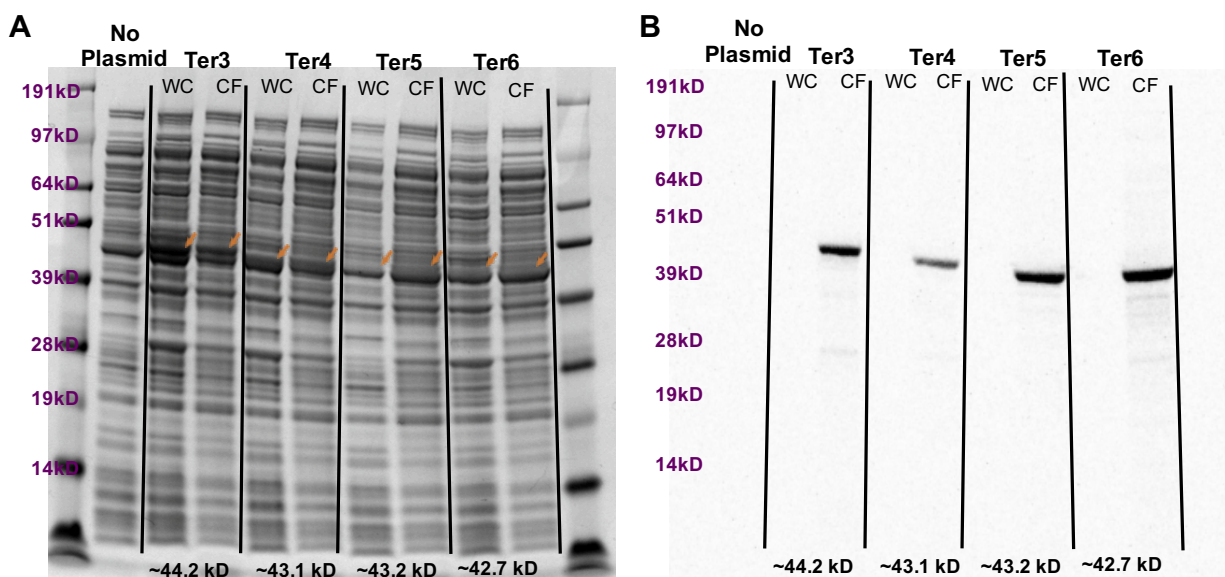 A
No
Plasmid
Ter3
Ter4
Ter5
Ter6
WC
CF
WC
CF
WC
CF
WC
CF
191kD
97kD
64kD
51kD
39kD
28kD
19kD
14kD
~44.2 kD
~43.1 kD
~43.2 kD
~42.7 kD
B
No
Plasmid
Ter3
Ter4
Ter5
Ter6
WC
CF
WC
CF
WC
CF
WC
CF
191kD
97kD
64kD
51kD
39kD
28kD
19kD
14kD
~44.2 kD
~43.1 kD
~43.2 kD
~42.7 kD